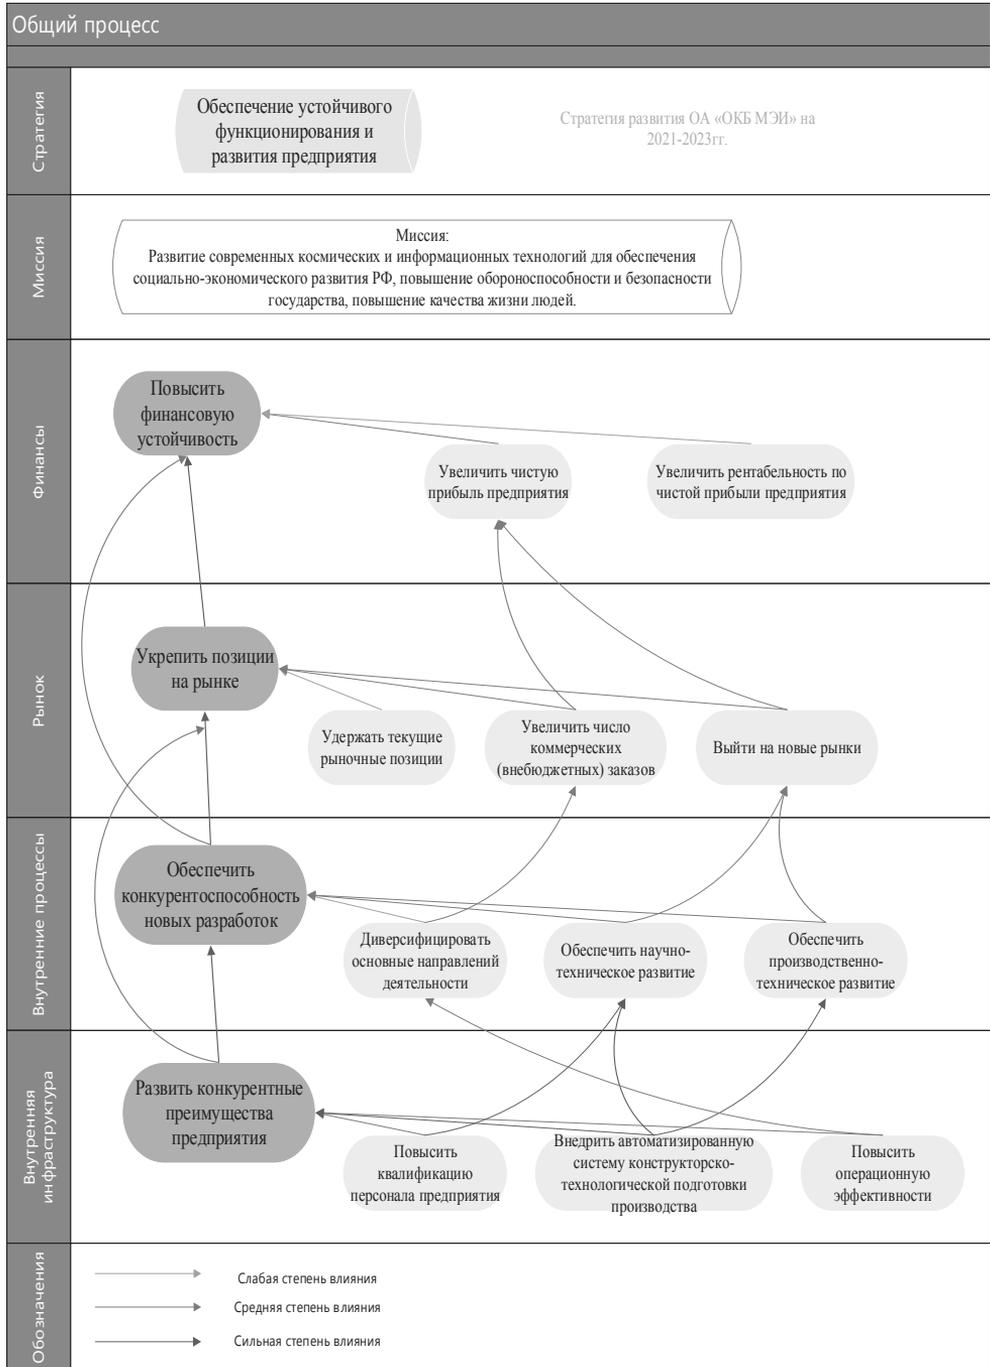 Общий процесс
Стратегия
Обеспечение устойчивого
функционирования и
развития предприятия
Стратегия развития ОА «ОКБ МЭИ» на
2021-2023гг.
Миссия
Миссия:
Развитие современных космических и информационных технологий для обеспечения
социально-экономического развития РФ, повышение обороноспособности и безопасности
государства, повышение качества жизни людей.
Финансы
Повысить
финансовую
устойчивость
Увеличить чистую
прибыль предприятия
Увеличить рентабельность по
чистой прибыли предприятия
Рынок
Укрепить позиции
на рынке
Удержать текущие
рыночные позиции
Увеличить число
коммерческих
(внебюджетных) заказов
Выйти на новые рынки
Внутренние процессы
Обеспечить
конкурентоспособность
новых разработок
Диверсифицировать
основные направлений
деятельности
Обеспечить научно-
техническое развитие
Обеспечить
производственно-
техническое развитие
Внутренняя
инфраструктура
Развить конкурентные
преимущества
предприятия
Повысить
квалификацию
персонала предприятия
Внедрить автоматизированную
систему конструкторско-
технологической подготовки
производства
Повысить
операционную
эффективности
Обозначения
Слабая степень влияния
Средняя степень влияния
Сильная степень влияния